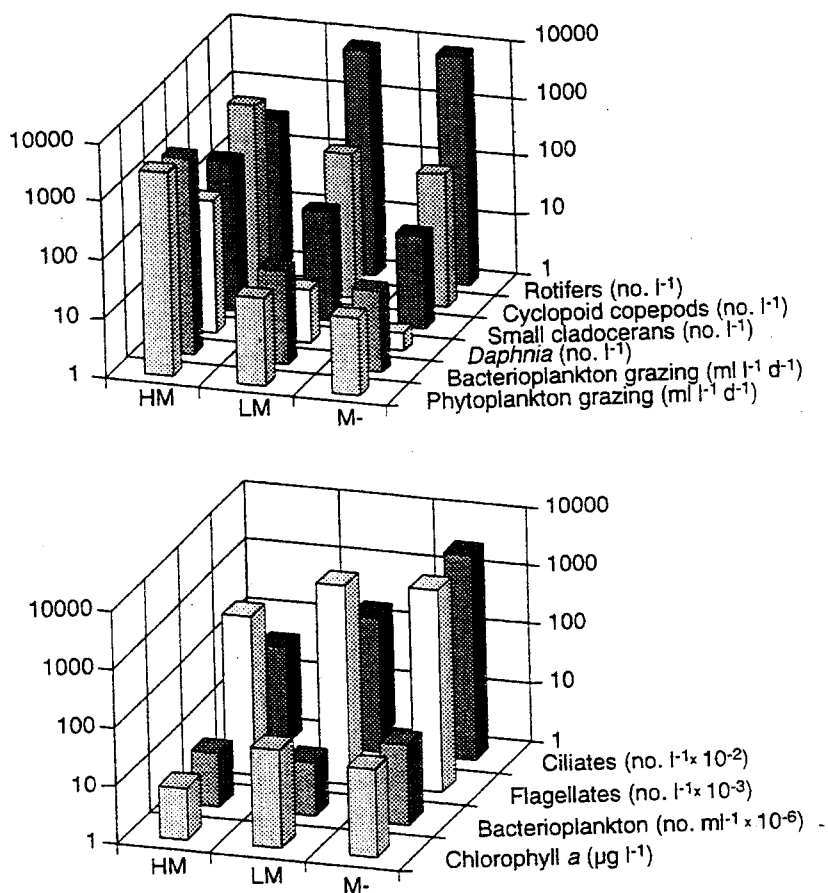 10000
1000
100
10
1
10000
1000
100
10
1
Rotifers (no. l⁻¹)
Cyclopoid copepods (no. l⁻¹)
Small cladocerans (no. l⁻¹)
Daphnia (no. l⁻¹)
Bacterioplankton grazing (ml l⁻¹ d⁻¹)
Phytoplankton grazing (ml l⁻¹ d⁻¹)
HM
LM
M-
10000
1000
100
10
1
10000
1000
100
10
1
Ciliates (no. l⁻¹ x 10⁻²)
Flagellates (no. l⁻¹ x 10⁻³)
Bacterioplankton (no. ml⁻¹ x 10⁻⁶)
Chlorophyll a (µg l⁻¹)
HM
LM
M-